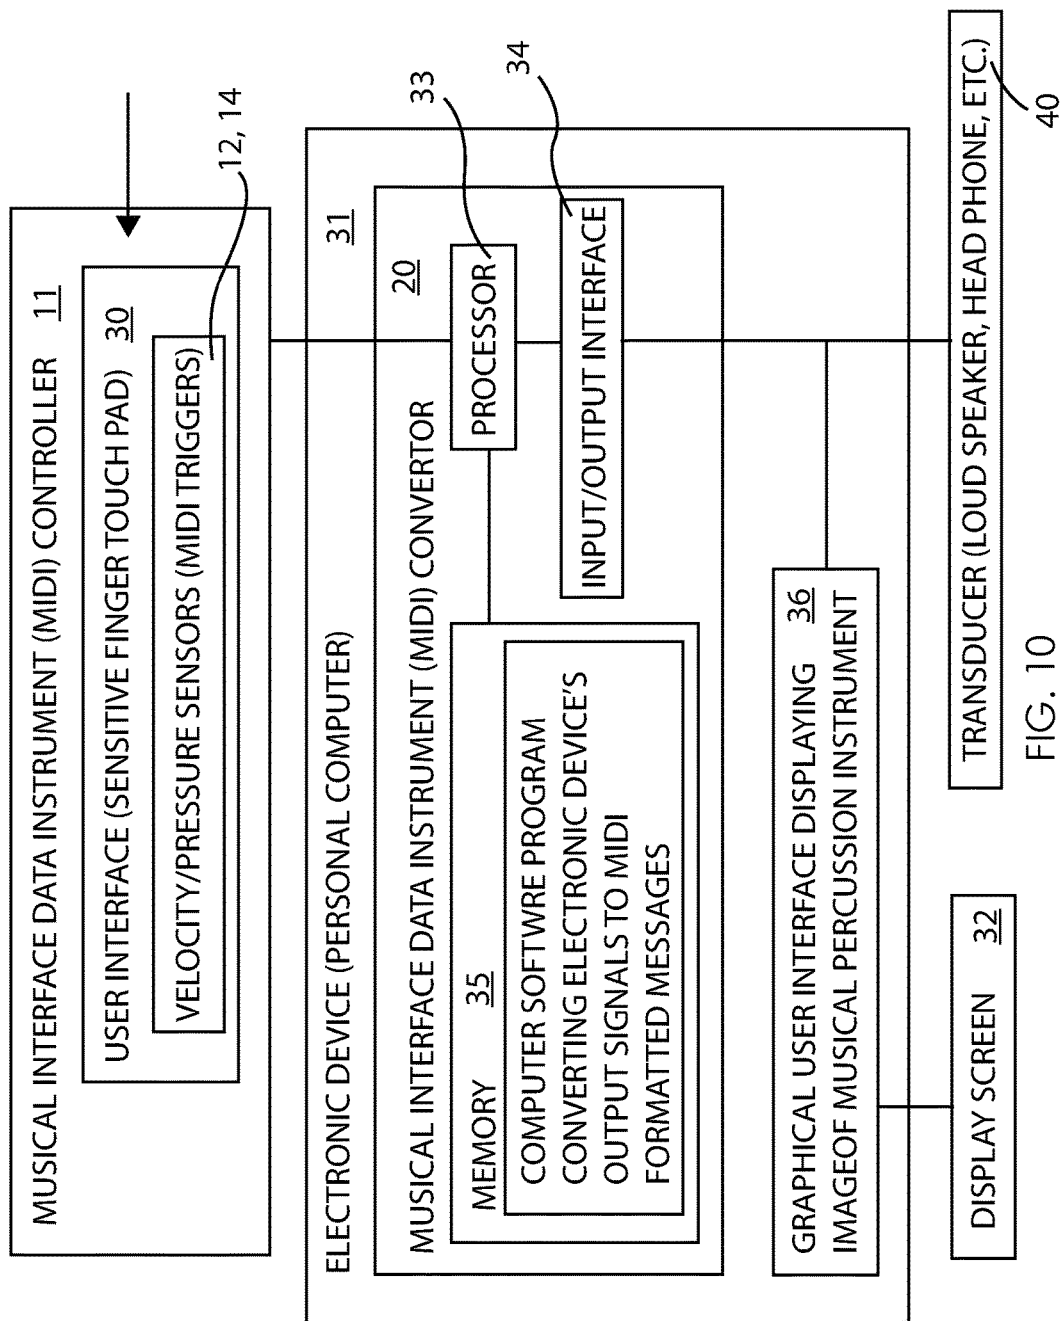 MUSICAL INTERFACE DATA INSTRUMENT (MIDI) CONTROLLER 11
USER INTERFACE (SENSITIVE FINGER TOUCH PAD) 30
VELOCITY/PRESSURE SENSORS (MIDI TRIGGERS)
12, 14
ELECTRONIC DEVICE (PERSONAL COMPUTER) 31
MUSICAL INTERFACE DATA INSTRUMENT (MIDI) CONVERTOR 20
MEMORY 35
COMPUTER SOFTWRE PROGRAM
CONVERTING ELECTRONIC DEVICE'S
OUTPUT SIGNALS TO MIDI
FORMATTED MESSAGES
PROCESSOR
33
INPUT/OUTPUT INTERFACE
34
GRAPHICAL USER INTERFACE DISPLAYING 36
IMAGEOF MUSICAL PERCUSSION INSTRUMENT
DISPLAY SCREEN 32
TRANSDUCER (LOUD SPEAKER, HEAD PHONE, ETC.)
40
FIG. 10